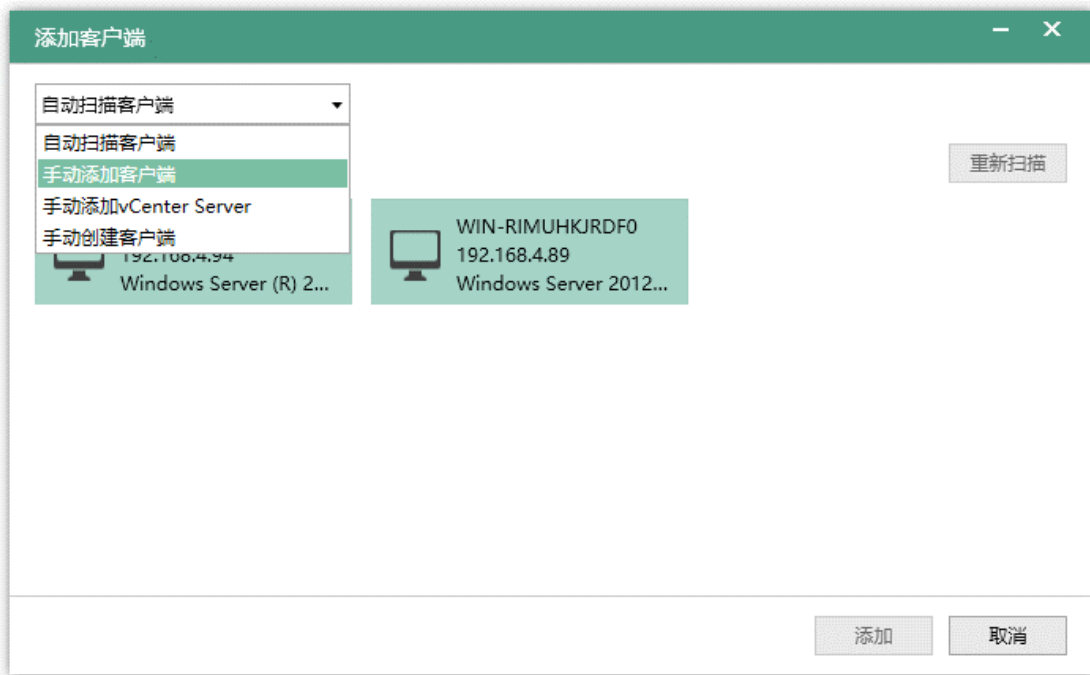 添加客户端
自动扫描客户端
自动扫描客户端
手动添加客户端
手动添加vCenter Server
手动创建客户端
重新扫描
192.168.4.94
Windows Server (R) 2...
WIN-RIMUHKJRDF0
192.168.4.89
Windows Server 2012...
添加
取消